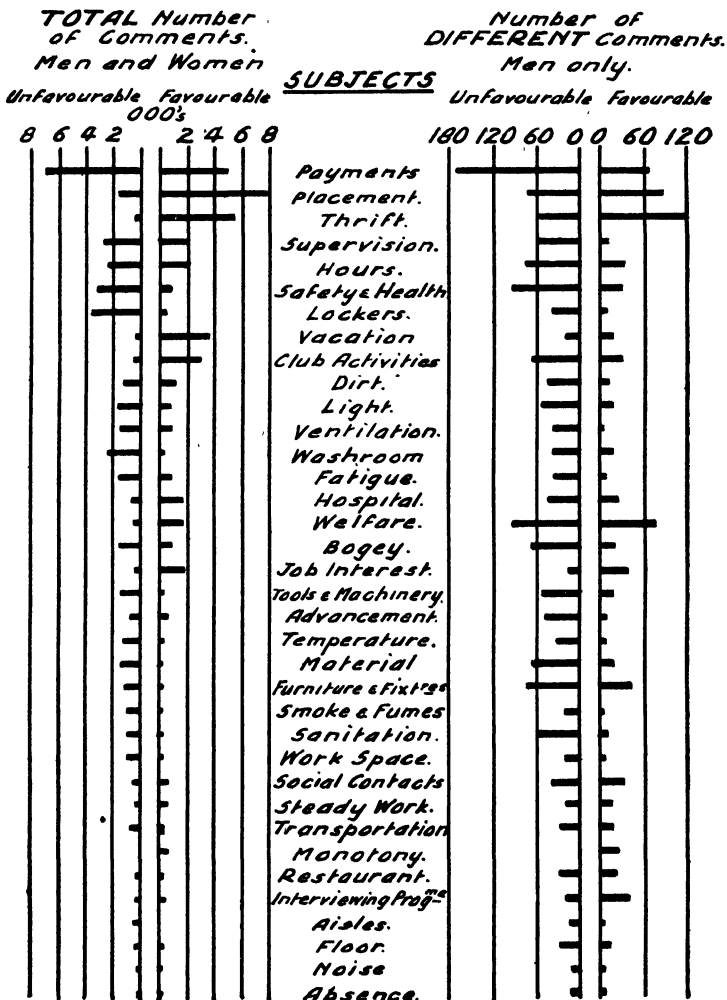 TOTAL Number
of Comments.
Men and Women
Unfavourable Favourable
000's
8 6 4 2 2 4 6 8
SUBJECTS
Number of
DIFFERENT Comments.
Men only.
Unfavourable Favourable
180 120 60 0 0 60 120
Payments
Placement.
Thrift.
Supervision.
Hours.
Safety & Health
Lockers.
Vacation
Club Activities
Dirt.
Light.
Ventilation.
Washroom
Fatigue.
Hospital.
Welfare.
Bogey.
Job Interest.
Tools & Machinery.
Advancement.
Temperature.
Material
Furniture & Fixtres
Smoke & Fumes
Sanitation.
Work Space.
Social Contacts
Steady Work.
Transportation
Monotony.
Restaurant.
Interviewing Progme
Aisles.
Floor.
Noise
Absence.